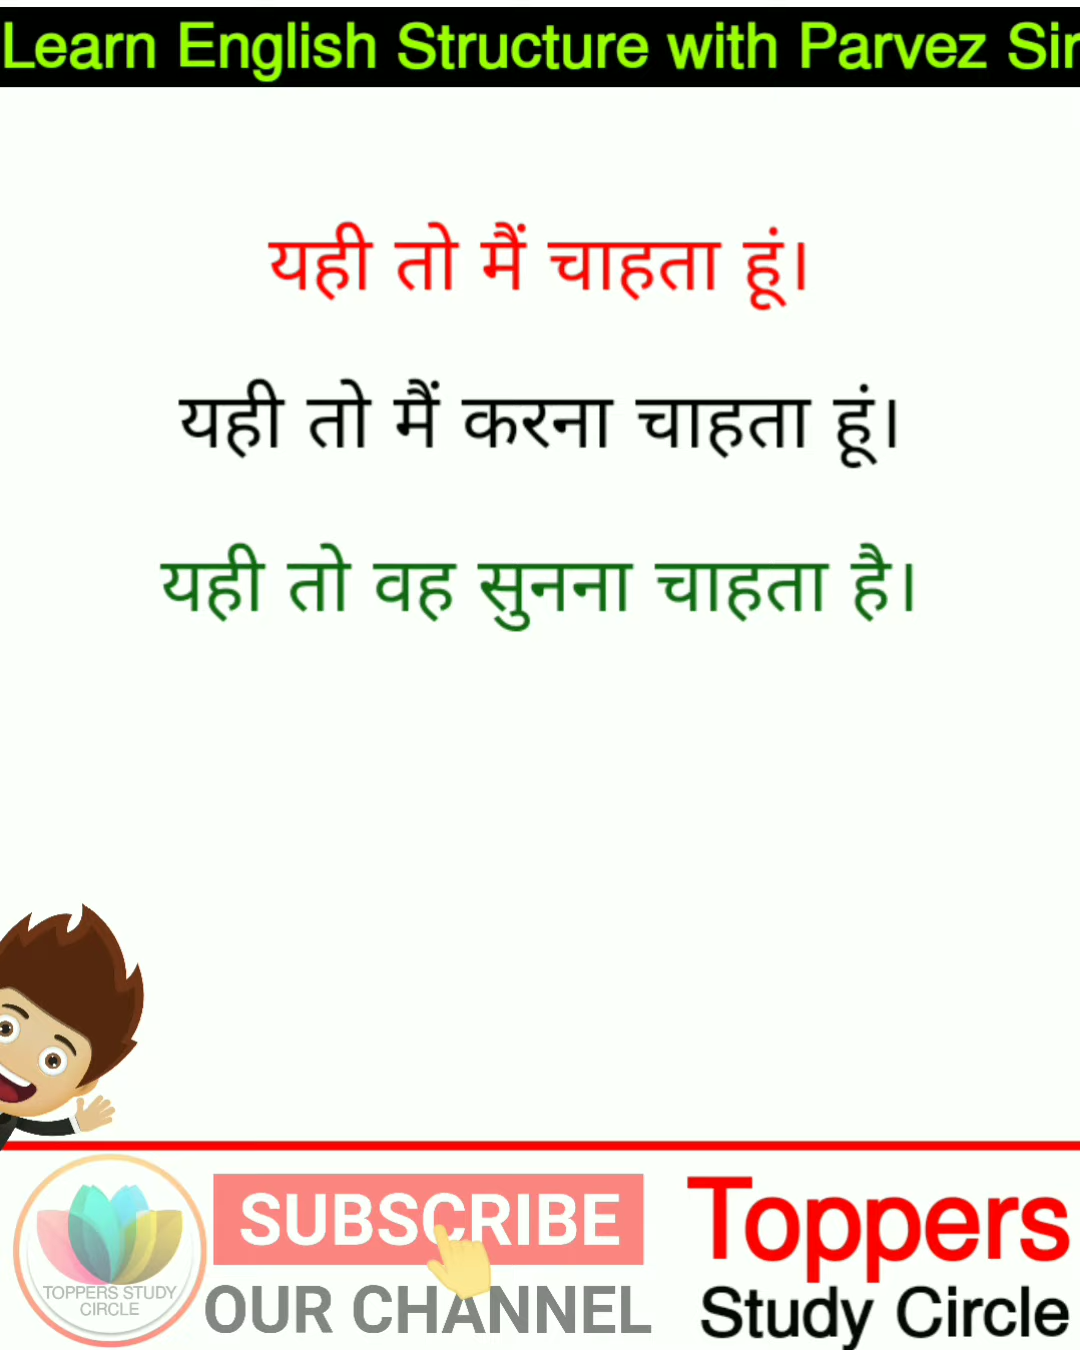 Learn English Structure with Parvez Sir
यही तो मैं चाहता हूं।
यही तो मैं करना चाहता हूं।
यही तो वह सुनना चाहता है।
TOPPERS STUDY
CIRCLE
SUBSCRIBE
OUR CHANNEL
Toppers
Study Circle